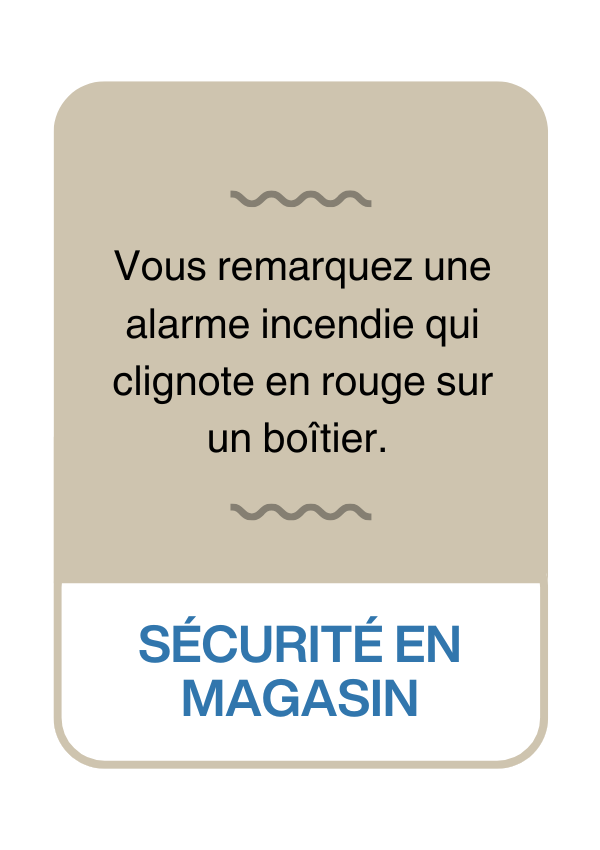 Vous remarquez une
alarme incendie qui
clignote en rouge sur
un boîtier.
SÉCURITÉ EN
MAGASIN